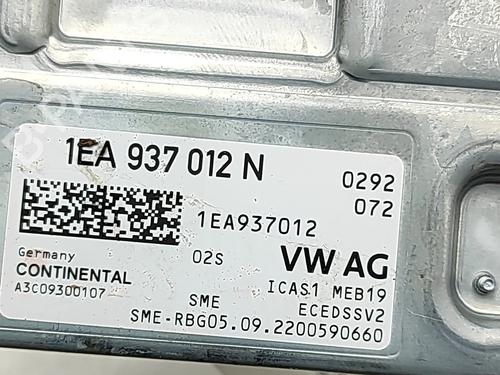 1EA 937 012 N
0292
072
1EA937012
Germany
02S
VW AG
CONTINENTAL
ICAS1 MEB19
A3C09300107
SME
ECEDSSV2
SME-RBG05.09.2200590660